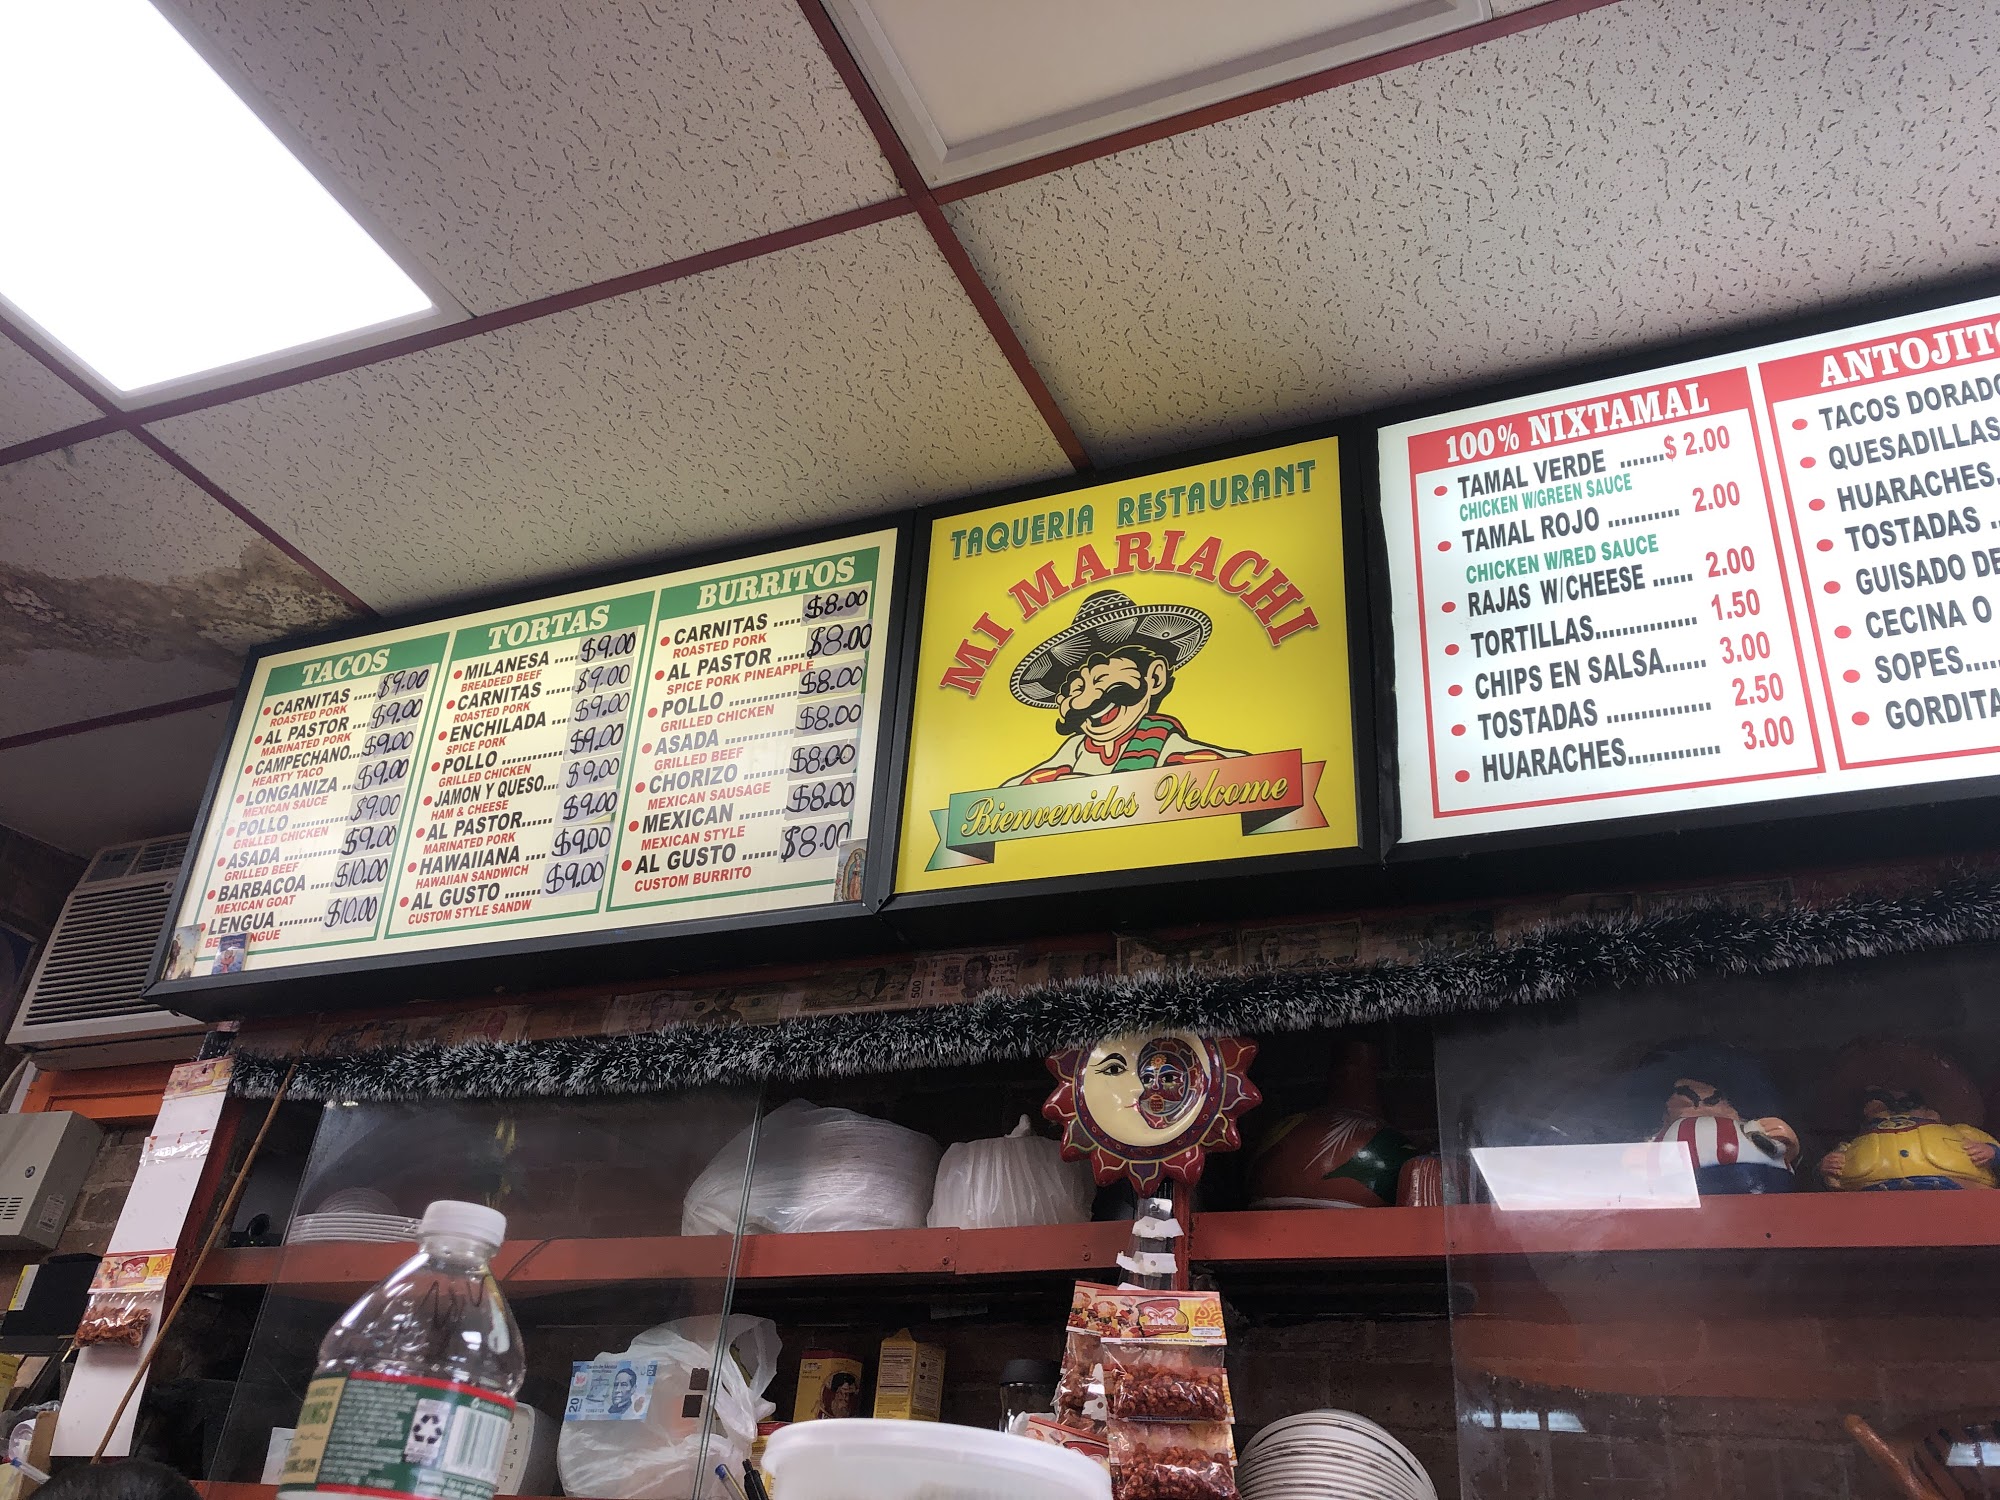 TACOS
CARNITAS ..... $9.00
ROASTED PORK
AL PASTOR .... $9.00
MARINATED PORK
CAMPECHANO... $9.00
HEARTY TACO
LONGANIZA ... $9.00
MEXICAN SAUCE
POLLO ............ $9.00
GRILLED CHICKEN
ASADA ........ $9.00
GRILLED BEEF
BARBACOA ..... $10.00
MEXICAN GOAT
LENGUA ......... $10.00
TORTAS
MILANESA ..... $9.00
BREADED BEEF
CARNITAS ...... $9.00
ROASTED PORK
ENCHILADA .... $9.00
SPICE PORK
POLLO ............ $9.00
GRILLED CHICKEN
JAMON Y QUESO.... $9.00
HAM & CHEESE
AL PASTOR...... $9.00
MARINATED PORK
HAWAIIANA .... $9.00
HAWAIIAN SANDWICH
AL GUSTO ....... $9.00
CUSTOM STYLE SANDW
BURRITOS
CARNITAS ..... $8.00
ROASTED PORK
AL PASTOR ..... $8.00
SPICE PORK PINEAPPLE
POLLO ............. $8.00
GRILLED CHICKEN
ASADA ........... $8.00
GRILLED BEEF
CHORIZO ........ $8.00
MEXICAN SAUSAGE
MEXICAN ....... $8.00
MEXICAN STYLE
AL GUSTO ...... $8.00
CUSTOM BURRITO
TAQUERIA RESTAURANT
MI MARIACHI
Bienvenidos Welcome
100% NIXTAMAL
TAMAL VERDE .......$ 2.00
CHICKEN W/GREEN SAUCE
TAMAL ROJO ........... 2.00
CHICKEN W/RED SAUCE
RAJAS W/CHEESE ...... 2.00
TORTILLAS................ 1.50
CHIPS EN SALSA...... 3.00
TOSTADAS ................ 2.50
HUARACHES.............. 3.00
ANTOJITO
TACOS DORADO
QUESADILLAS
HUARACHES.
TOSTADAS ..
GUISADO DE
CECINA O
SOPES.....
GORDITA
500
20